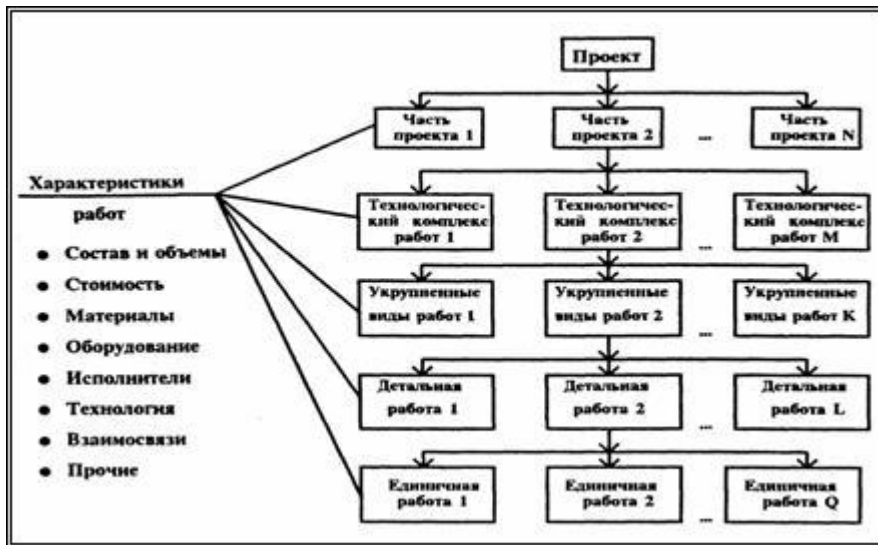 Проект
Часть
проекта 1
Часть
проекта 2
...
Часть
проекта N
Характеристики
работ
Состав и объемы
Стоимость
Материалы
Оборудование
Исполнители
Технология
Взаимосвязи
Прочие
Технологичес-
кий комплекс
работ 1
Технологичес-
кий комплекс
работ 2
...
Технологичес-
кий комплекс
работ М
Укрупненные
виды работ 1
Укрупненные
виды работ 2
...
Укрупненные
виды работ К
Детальная
работа 1
Детальная
работа 2
...
Детальная
работа L
Единичная
работа 1
Единичная
работа 2
...
Единичная
работа Q